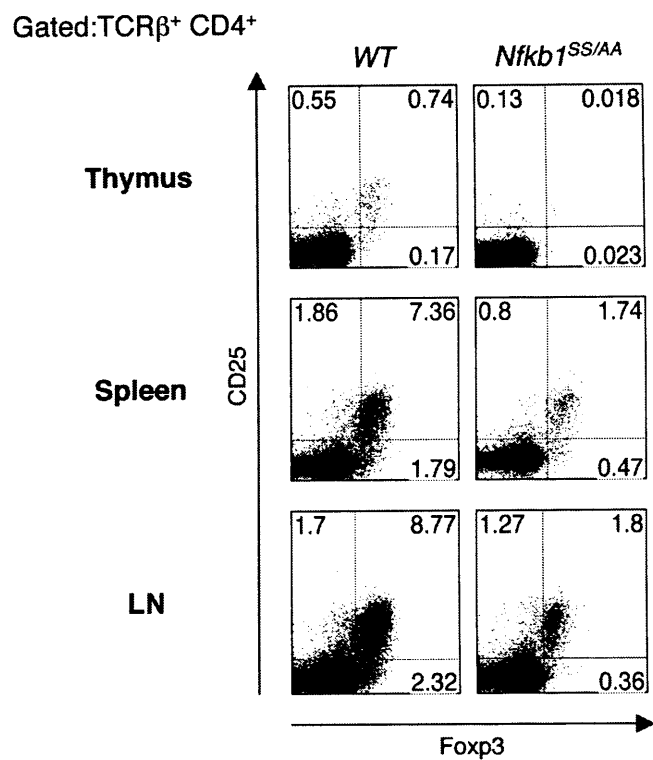 Gated:TCRβ⁺ CD4⁺
WT Nfkb1^SS/AA
0.55 0.74 0.13 0.018
Thymus
0.17 0.023
1.86 7.36 0.8 1.74
Spleen
CD25
1.79 0.47
1.7 8.77 1.27 1.8
LN
2.32 0.36
Foxp3